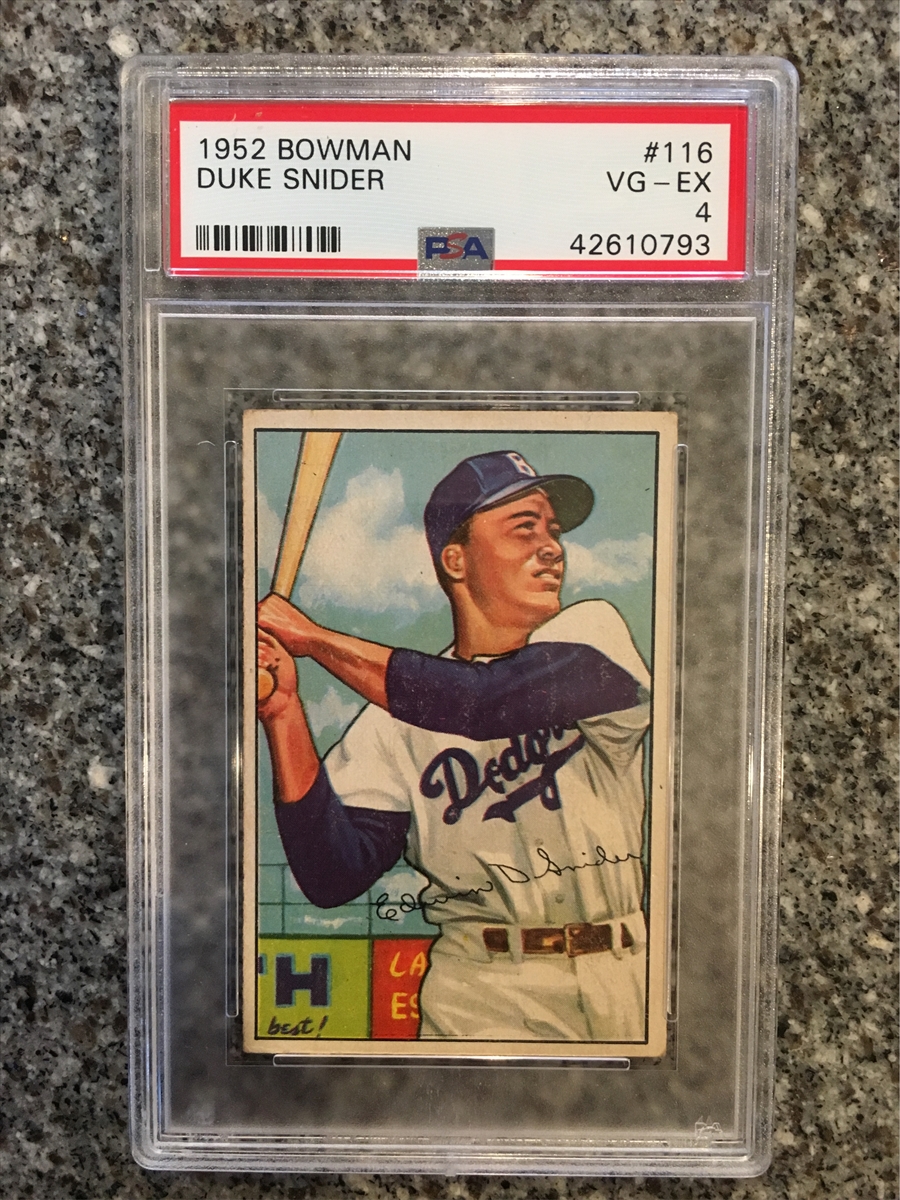 1952 BOWMAN #116
DUKE SNIDER VG-EX
4
PSA 42610793
B
Dodgers
Edwin D Snider
'H LA
best! ES